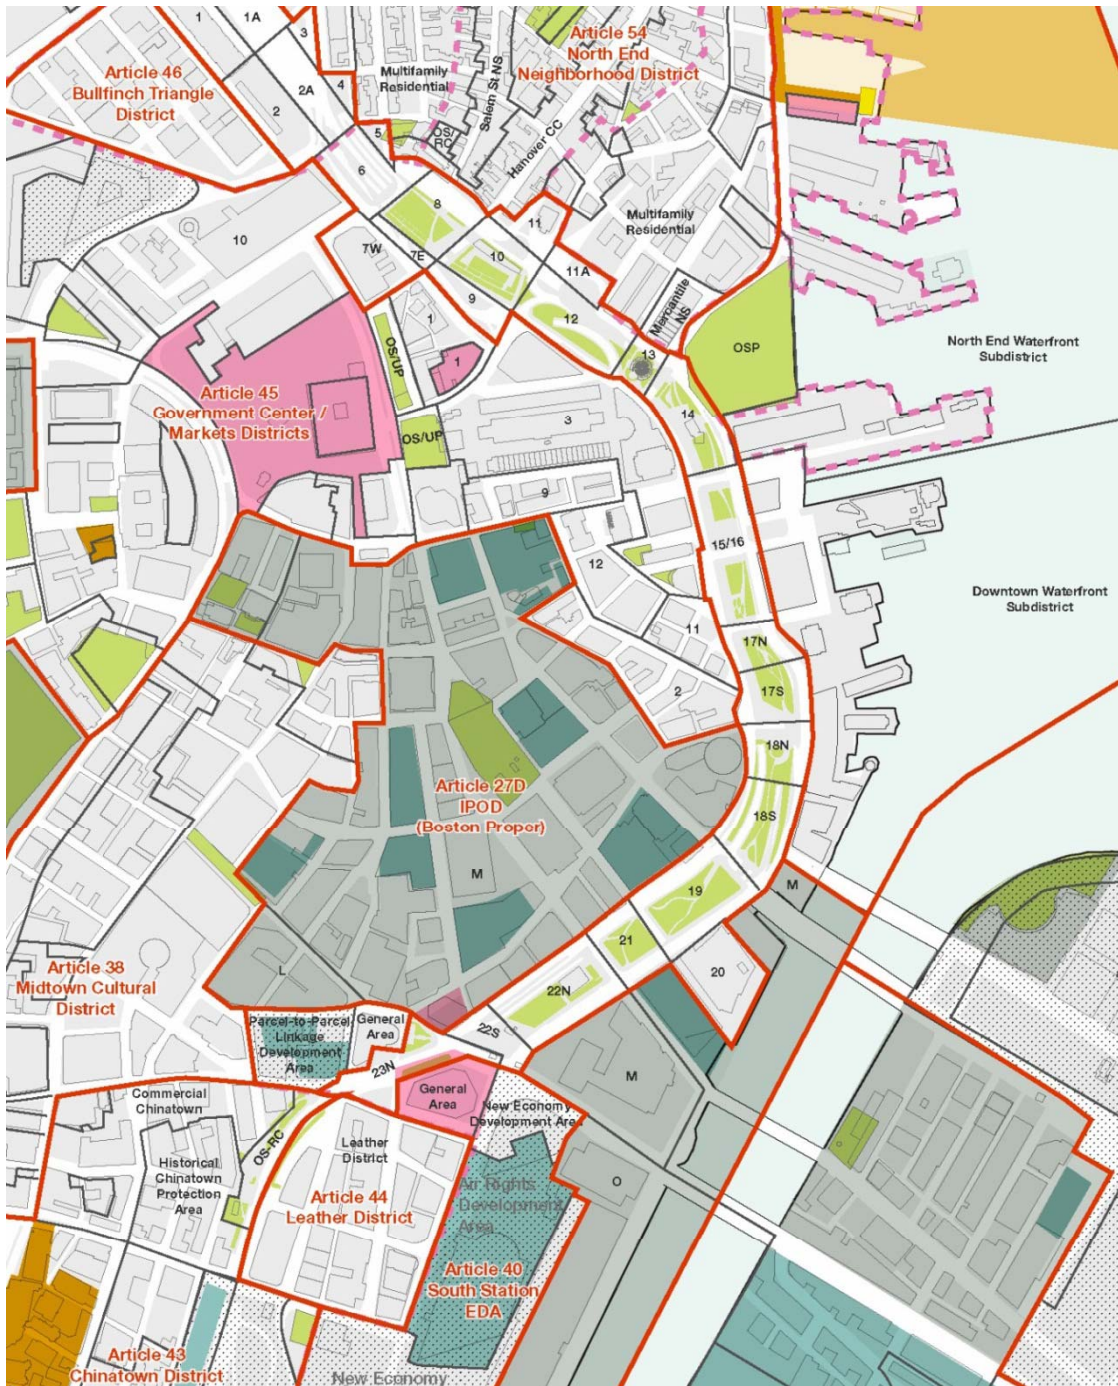 1
1A
3
Article 54
North End
Neighborhood District
Article 46
Bullfinch Triangle
District
Multifamily
Residential
Salem St NS
2A
4
2
5
OS/
RC
Hanover CC
6
8
11
Multifamily
Residential
10
7W
7E
10
11A
9
12
Mercantile
NS
1
OS/UP
13
OSP
North End Waterfront
Subdistrict
1
Article 45
Government Center /
Markets Districts
14
3
OS/UP
9
15/16
12
Downtown Waterfront
Subdistrict
11
17N
2
17S
18N
Article 27D
IPOD
(Boston Proper)
18S
M
19
M
21
20
L
Article 38
Midtown Cultural
District
22N
Parcel-to-Parcel
Linkage
Development
Area
General
Area
22S
23N
M
General
Area
New Economy
Development Area
Commercial
Chinatown
OS-RC
Leather
District
Historical
Chinatown
Protection
Area
Air Rights
Development
Area
O
Article 44
Leather District
Article 40
South Station
EDA
Article 43
Chinatown District
New Economy